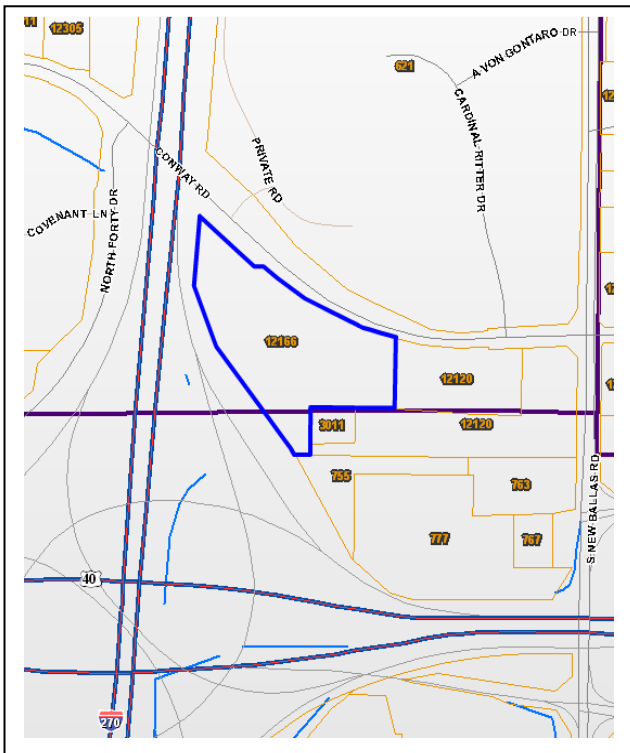 11
12305
A VON GONTARD DR
621
CARDINAL RITTER DR
PRIVATE RD
CONWAY RD
COVENANT LN
NORTH FORTY DR
12166
12120
3011
12120
755
763
777
767
S NEW BALLAS RD
40
270